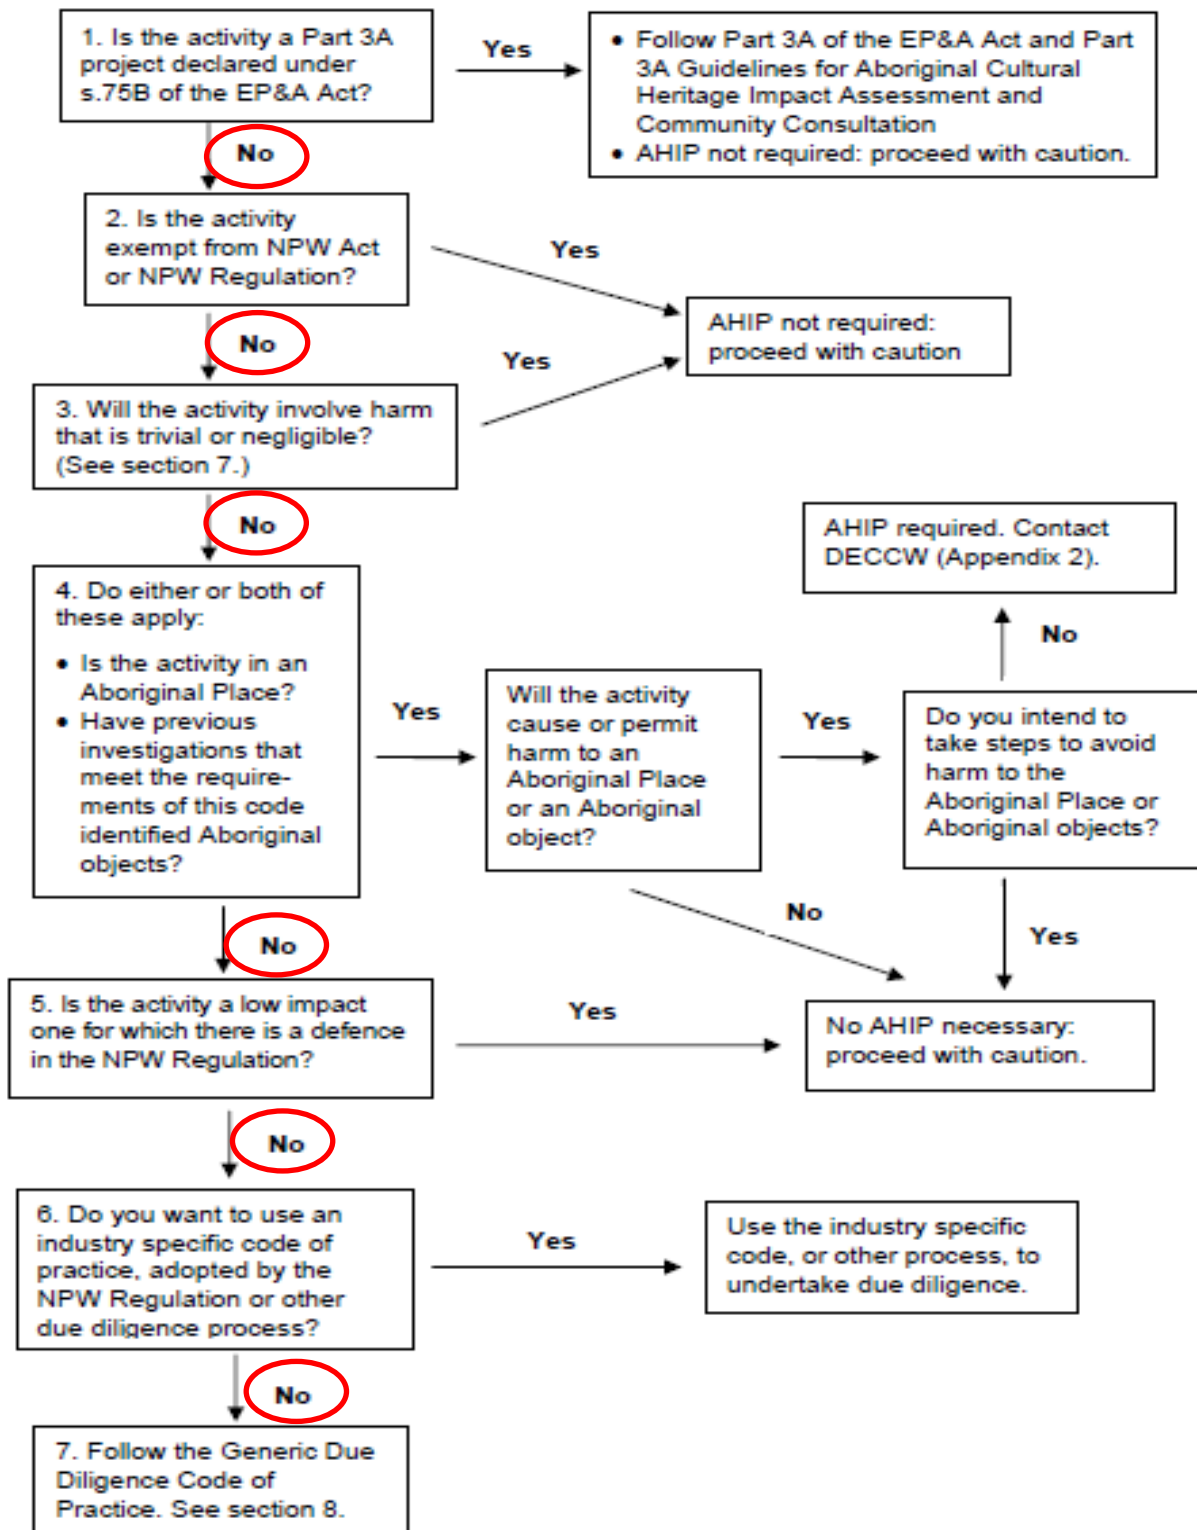 1. Is the activity a Part 3A
project declared under
s.75B of the EP&A Act?
Yes
• Follow Part 3A of the EP&A Act and Part
3A Guidelines for Aboriginal Cultural
Heritage Impact Assessment and
Community Consultation
• AHIP not required: proceed with caution.
No
2. Is the activity
exempt from NPW Act
or NPW Regulation?
Yes
AHIP not required:
proceed with caution
No
Yes
3. Will the activity involve harm
that is trivial or negligible?
(See section 7.)
No
AHIP required. Contact
DECCW (Appendix 2).
No
4. Do either or both of
these apply:
• Is the activity in an
Aboriginal Place?
• Have previous
investigations that
meet the require-
ments of this code
identified Aboriginal
objects?
Yes
Will the activity
cause or permit
harm to an
Aboriginal Place
or an Aboriginal
object?
Yes
Do you intend to
take steps to avoid
harm to the
Aboriginal Place or
Aboriginal objects?
No
Yes
No
5. Is the activity a low impact
one for which there is a defence
in the NPW Regulation?
Yes
No AHIP necessary:
proceed with caution.
No
6. Do you want to use an
industry specific code of
practice, adopted by the
NPW Regulation or other
due diligence process?
Yes
Use the industry specific
code, or other process, to
undertake due diligence.
No
7. Follow the Generic Due
Diligence Code of
Practice. See section 8.